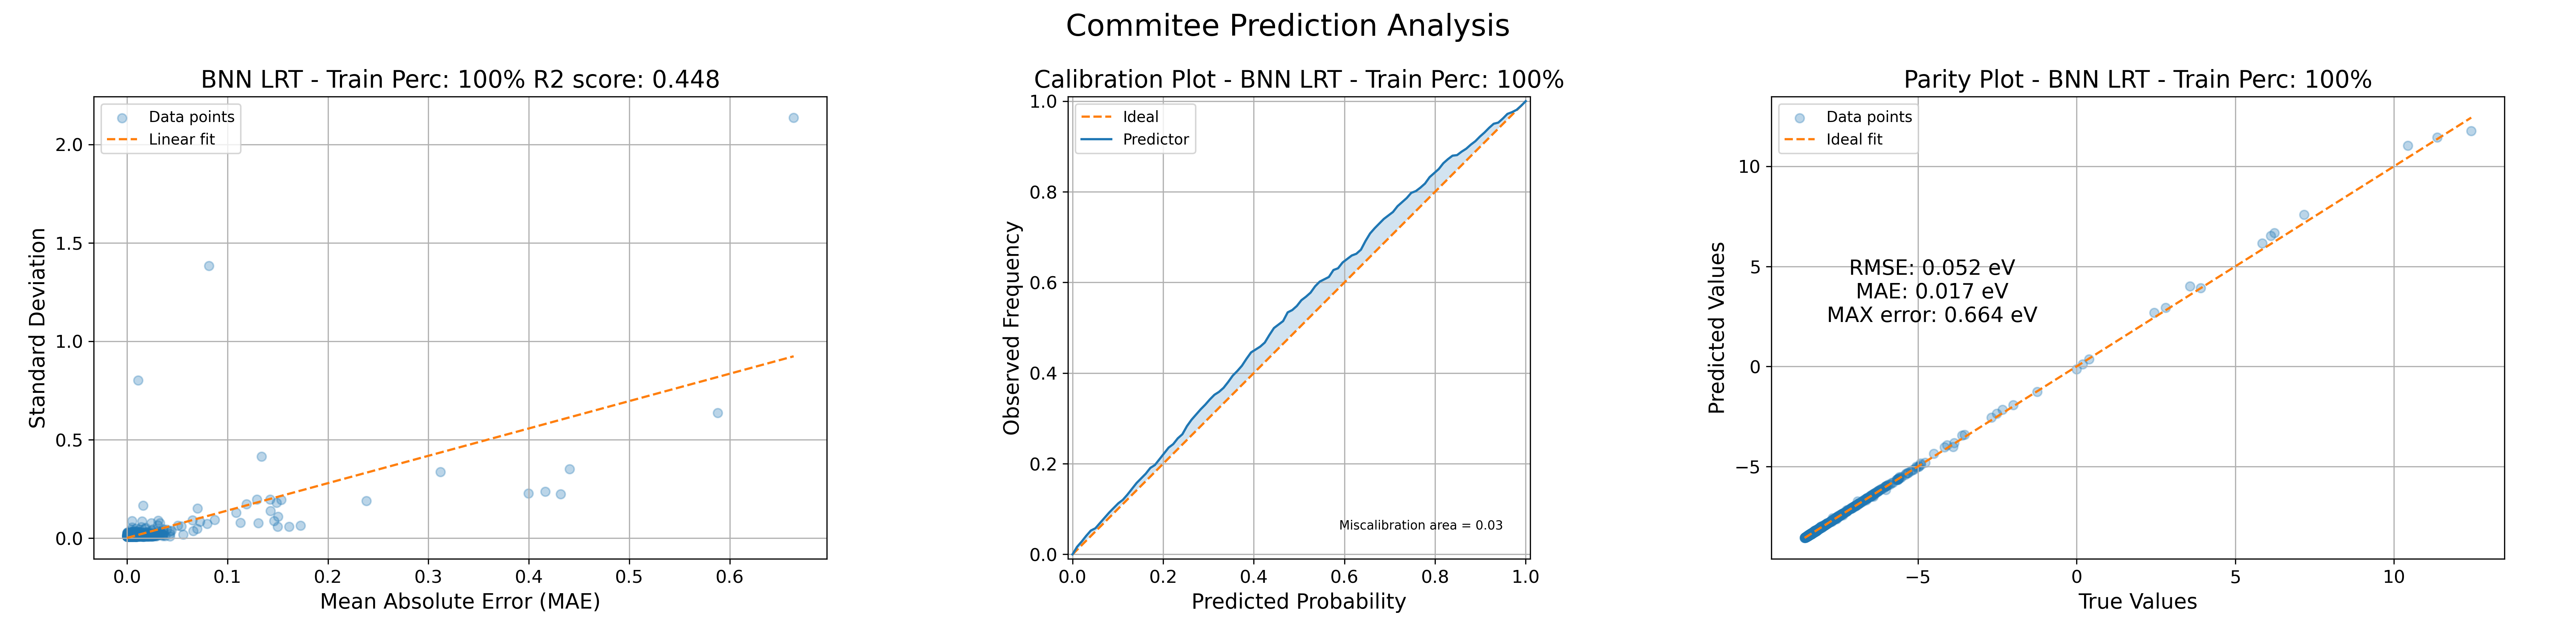 Commitee Prediction Analysis
BNN LRT - Train Perc: 100% R2 score: 0.448
Data points
Linear fit
2.0
1.5
1.0
0.5
0.0
Standard Deviation
0.0 0.1 0.2 0.3 0.4 0.5 0.6
Mean Absolute Error (MAE)
Calibration Plot - BNN LRT - Train Perc: 100%
Ideal
Predictor
1.0
0.8
0.6
0.4
0.2
0.0
Observed Frequency
Miscalibration area = 0.03
0.0 0.2 0.4 0.6 0.8 1.0
Predicted Probability
Parity Plot - BNN LRT - Train Perc: 100%
Data points
Ideal fit
10
5
0
−5
Predicted Values
RMSE: 0.052 eV
MAE: 0.017 eV
MAX error: 0.664 eV
−5 0 5 10
True Values